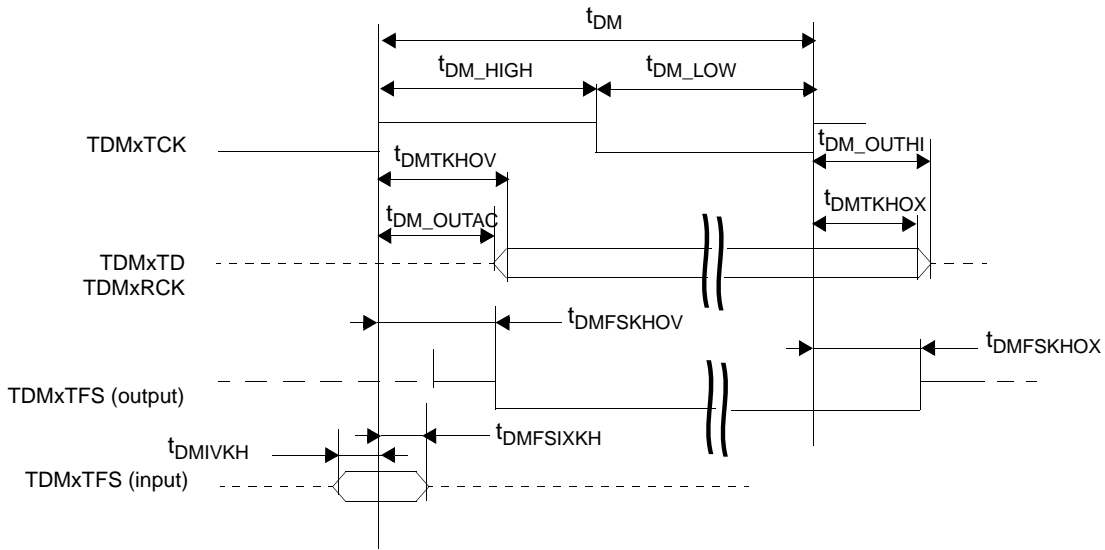 tDM
tDM_HIGH
tDM_LOW
TDMxTCK
tDMTKHOV
tDM_OUTHI
tDM_OUTAC
tDMTKHOX
TDMxTD
TDMxRCK
tDMFSKHOV
tDMFSKHOX
TDMxTFS (output)
tDMIVKH
tDMFSIXKH
TDMxTFS (input)